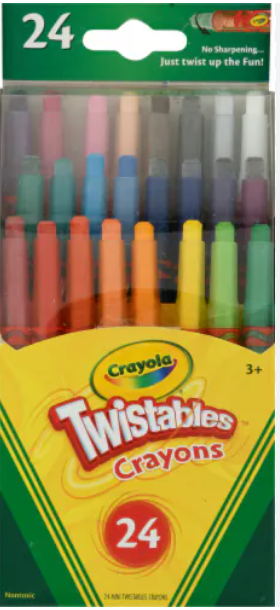 24
No Sharpening...
Just twist up the Fun!
Crayola
3+
Twistables
Crayons
24
Nontoxic
24 MINI TWISTABLES CRAYONS